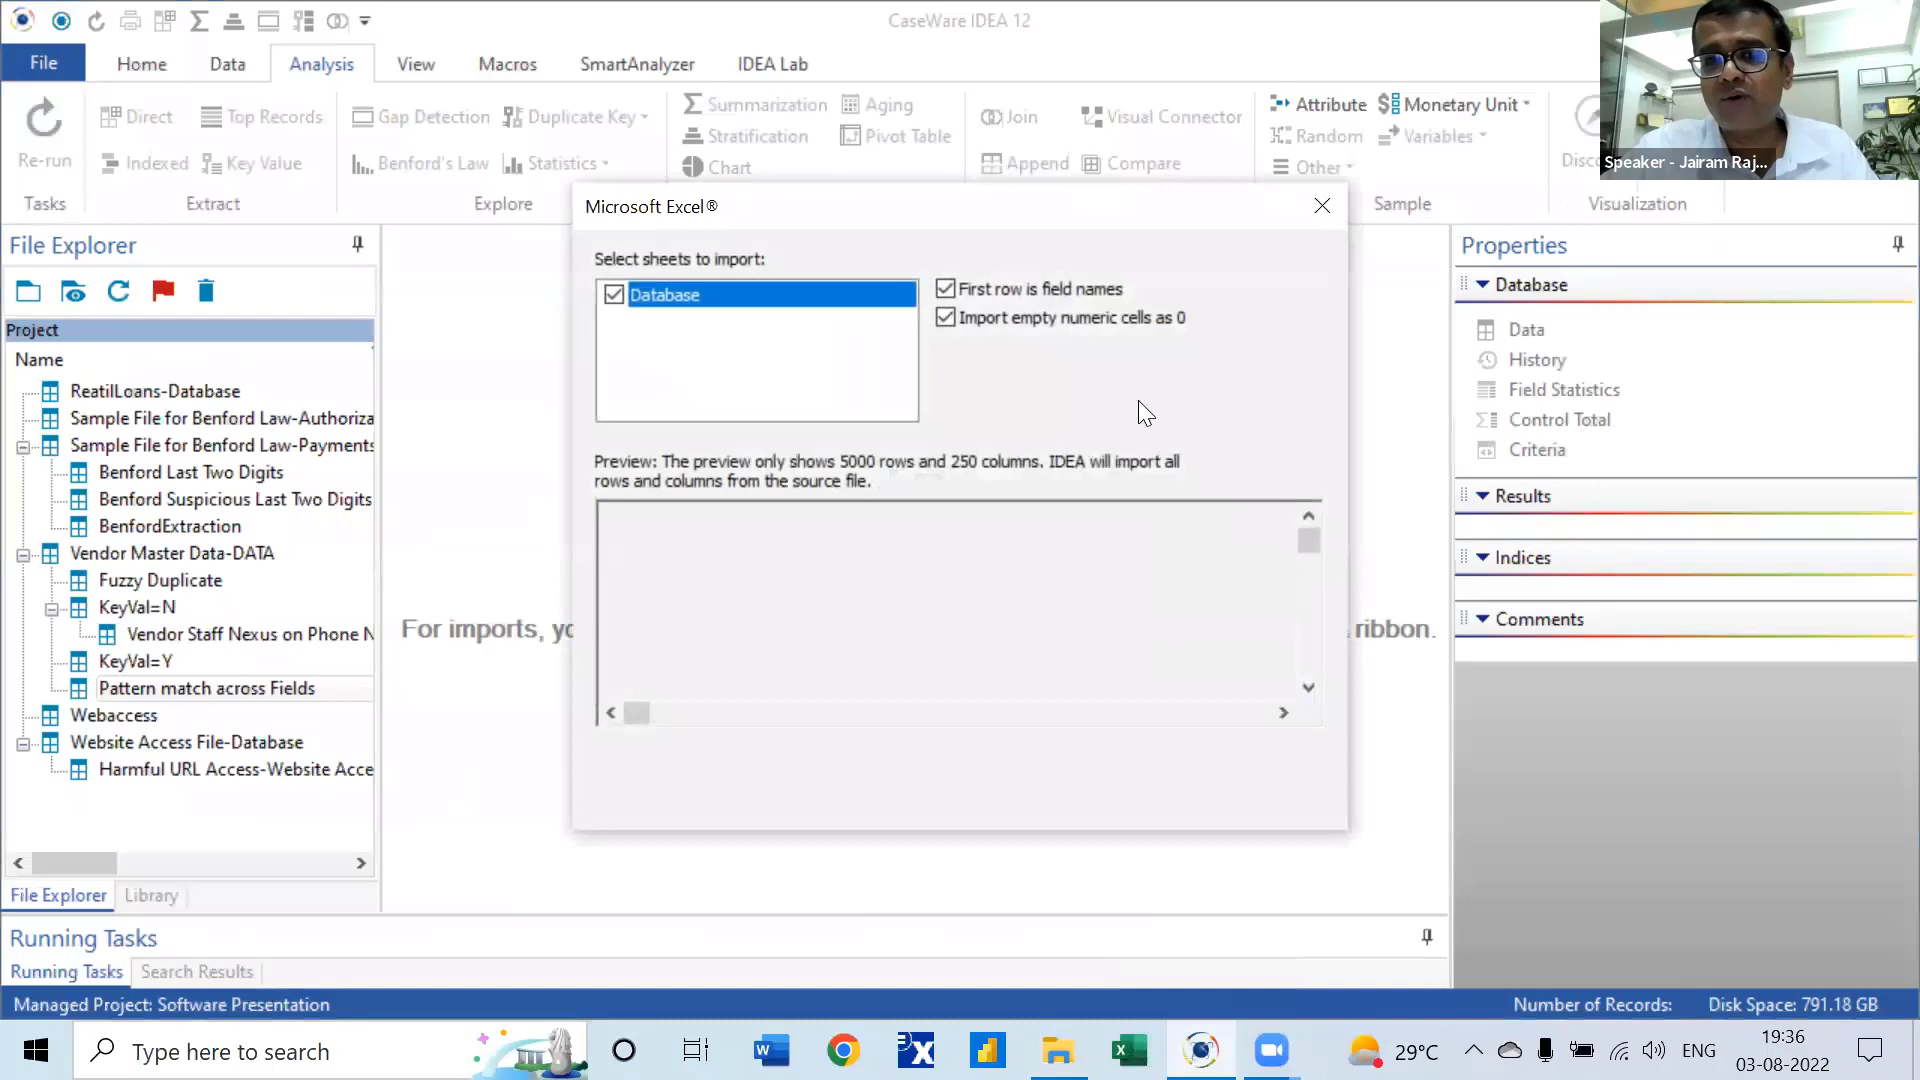 CaseWare IDEA 12
File
Home
Data
Analysis
View
Macros
SmartAnalyzer
IDEA Lab
Re-run
Tasks
Direct
Top Records
Indexed
Key Value
Extract
Gap Detection
Duplicate Key
Benford's Law
Statistics
Explore
Summarization
Aging
Stratification
Pivot Table
Chart
Join
Visual Connector
Append
Compare
Attribute
Monetary Unit
Random
Variables
Other
Sample
Disc
Visualization
Speaker - Jairam Raj...
File Explorer
Project
Name
ReatilLoans-Database
Sample File for Benford Law-Authoriza
Sample File for Benford Law-Payments
Benford Last Two Digits
Benford Suspicious Last Two Digits
BenfordExtraction
Vendor Master Data-DATA
Fuzzy Duplicate
KeyVal=N
Vendor Staff Nexus on Phone N
KeyVal=Y
Pattern match across Fields
Webaccess
Website Access File-Database
Harmful URL Access-Website Acce
File Explorer
Library
For imports, yo
ribbon.
Microsoft Excel®
Select sheets to import:
Database
First row is field names
Import empty numeric cells as 0
Preview: The preview only shows 5000 rows and 250 columns. IDEA will import all
rows and columns from the source file.
Properties
Database
Data
History
Field Statistics
Control Total
Criteria
Results
Indices
Comments
Running Tasks
Running Tasks
Search Results
Managed Project: Software Presentation
Number of Records:
Disk Space: 791.18 GB
Type here to search
29°C
ENG
19:36
03-08-2022